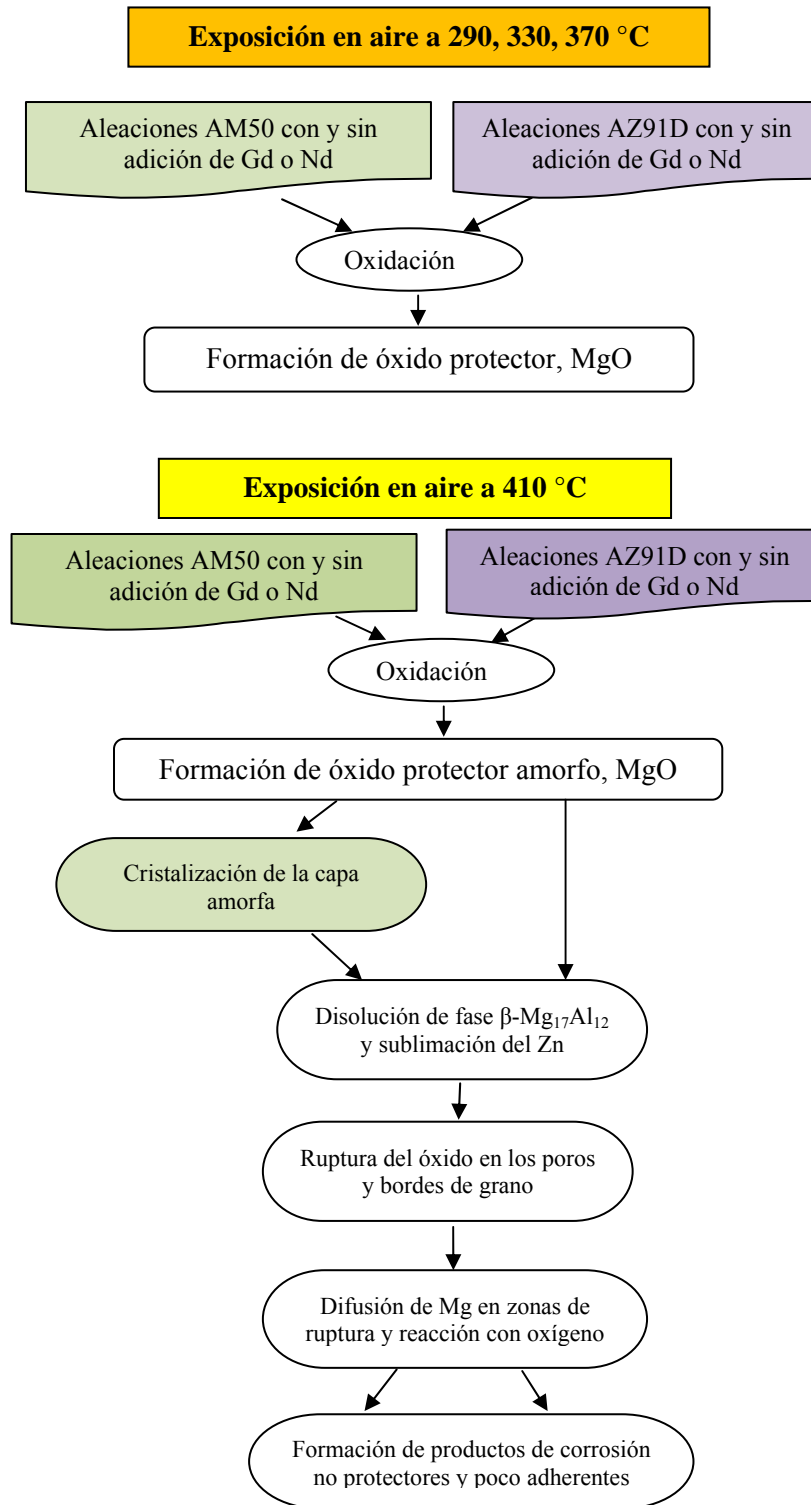 Exposición en aire a 290, 330, 370 °C
Aleaciones AM50 con y sin
adición de Gd o Nd
Aleaciones AZ91D con y sin
adición de Gd o Nd
Oxidación
Formación de óxido protector, MgO
Exposición en aire a 410 °C
Aleaciones AM50 con y sin
adición de Gd o Nd
Aleaciones AZ91D con y sin
adición de Gd o Nd
Oxidación
Formación de óxido protector amorfo, MgO
Cristalización de la capa
amorfa
Disolución de fase β-Mg₁₇Al₁₂
y sublimación del Zn
Ruptura del óxido en los poros
y bordes de grano
Difusión de Mg en zonas de
ruptura y reacción con oxígeno
Formación de productos de corrosión
no protectores y poco adherentes